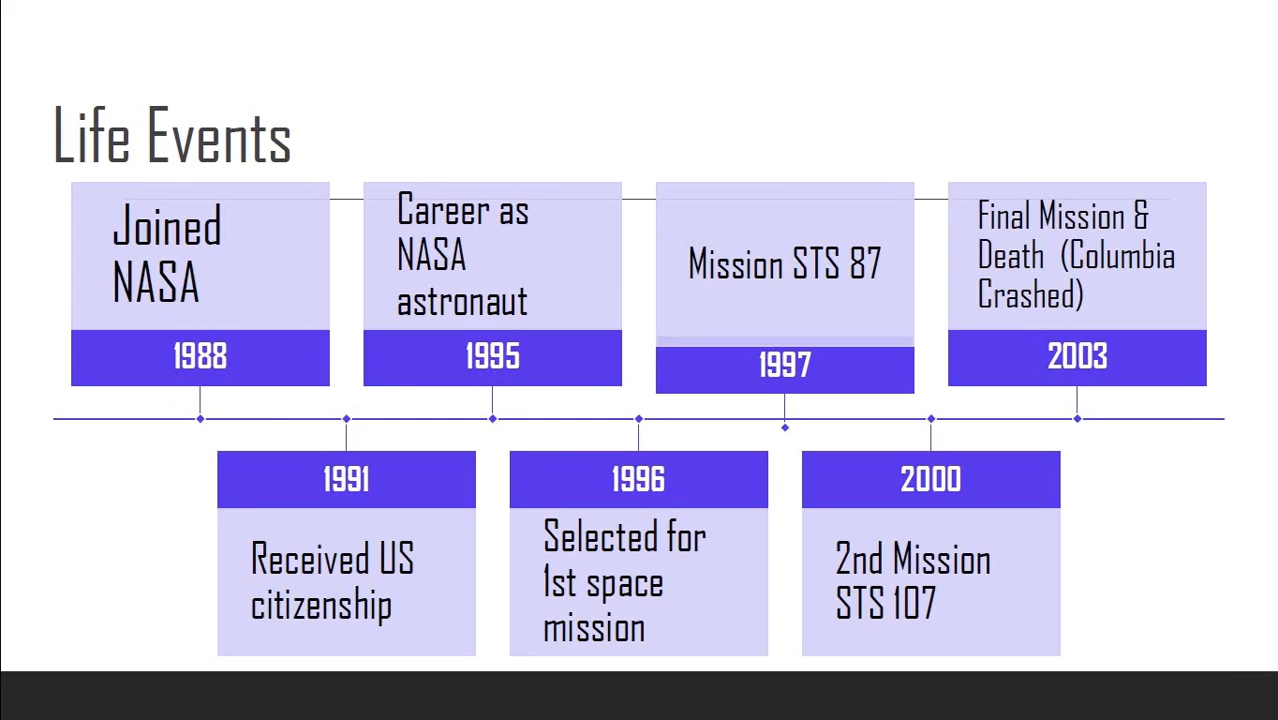 Life Events
Joined
NASA
1988
1991
Received US
citizenship
Career as
NASA
astronaut
1995
1996
Selected for
1st space
mission
Mission STS 87
1997
2000
2nd Mission
STS 107
Final Mission &
Death (Columbia
Crashed)
2003